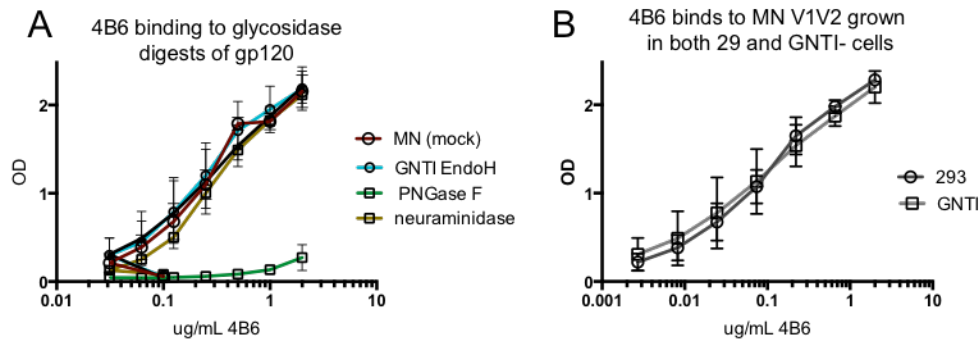 A
4B6 binding to glycosidase
digests of gp120
OD
2
1
0
0.01
0.1
1
10
ug/mL 4B6
MN (mock)
GNTI EndoH
PNGase F
neuraminidase
B
4B6 binds to MN V1V2 grown
in both 29 and GNTI- cells
OD
2
1
0
0.001
0.01
0.1
1
10
ug/mL 4B6
293
GNTI